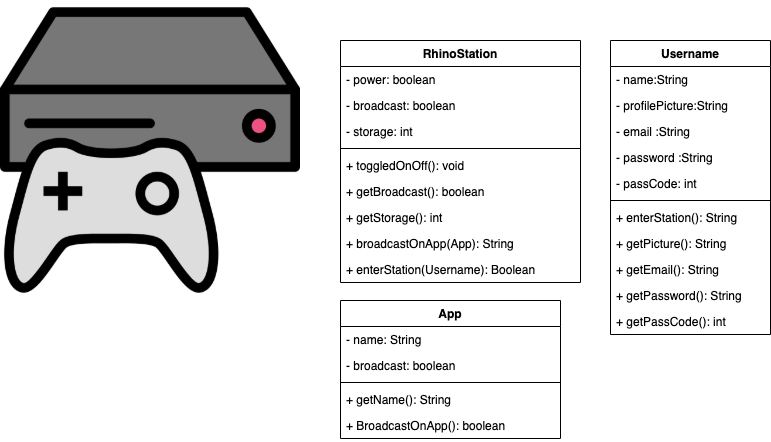 RhinoStation
- power: boolean
- broadcast: boolean
- storage: int
+ toggledOnOff(): void
+ getBroadcast(): boolean
+ getStorage(): int
+ broadcastOnApp(App): String
+ enterStation(Username): Boolean
Username
- name:String
- profilePicture:String
- email :String
- password :String
- passCode: int
+ enterStation(): String
+ getPicture(): String
+ getEmail(): String
+ getPassword(): String
+ getPassCode(): int
App
- name: String
- broadcast: boolean
+ getName(): String
+ BroadcastOnApp(): boolean